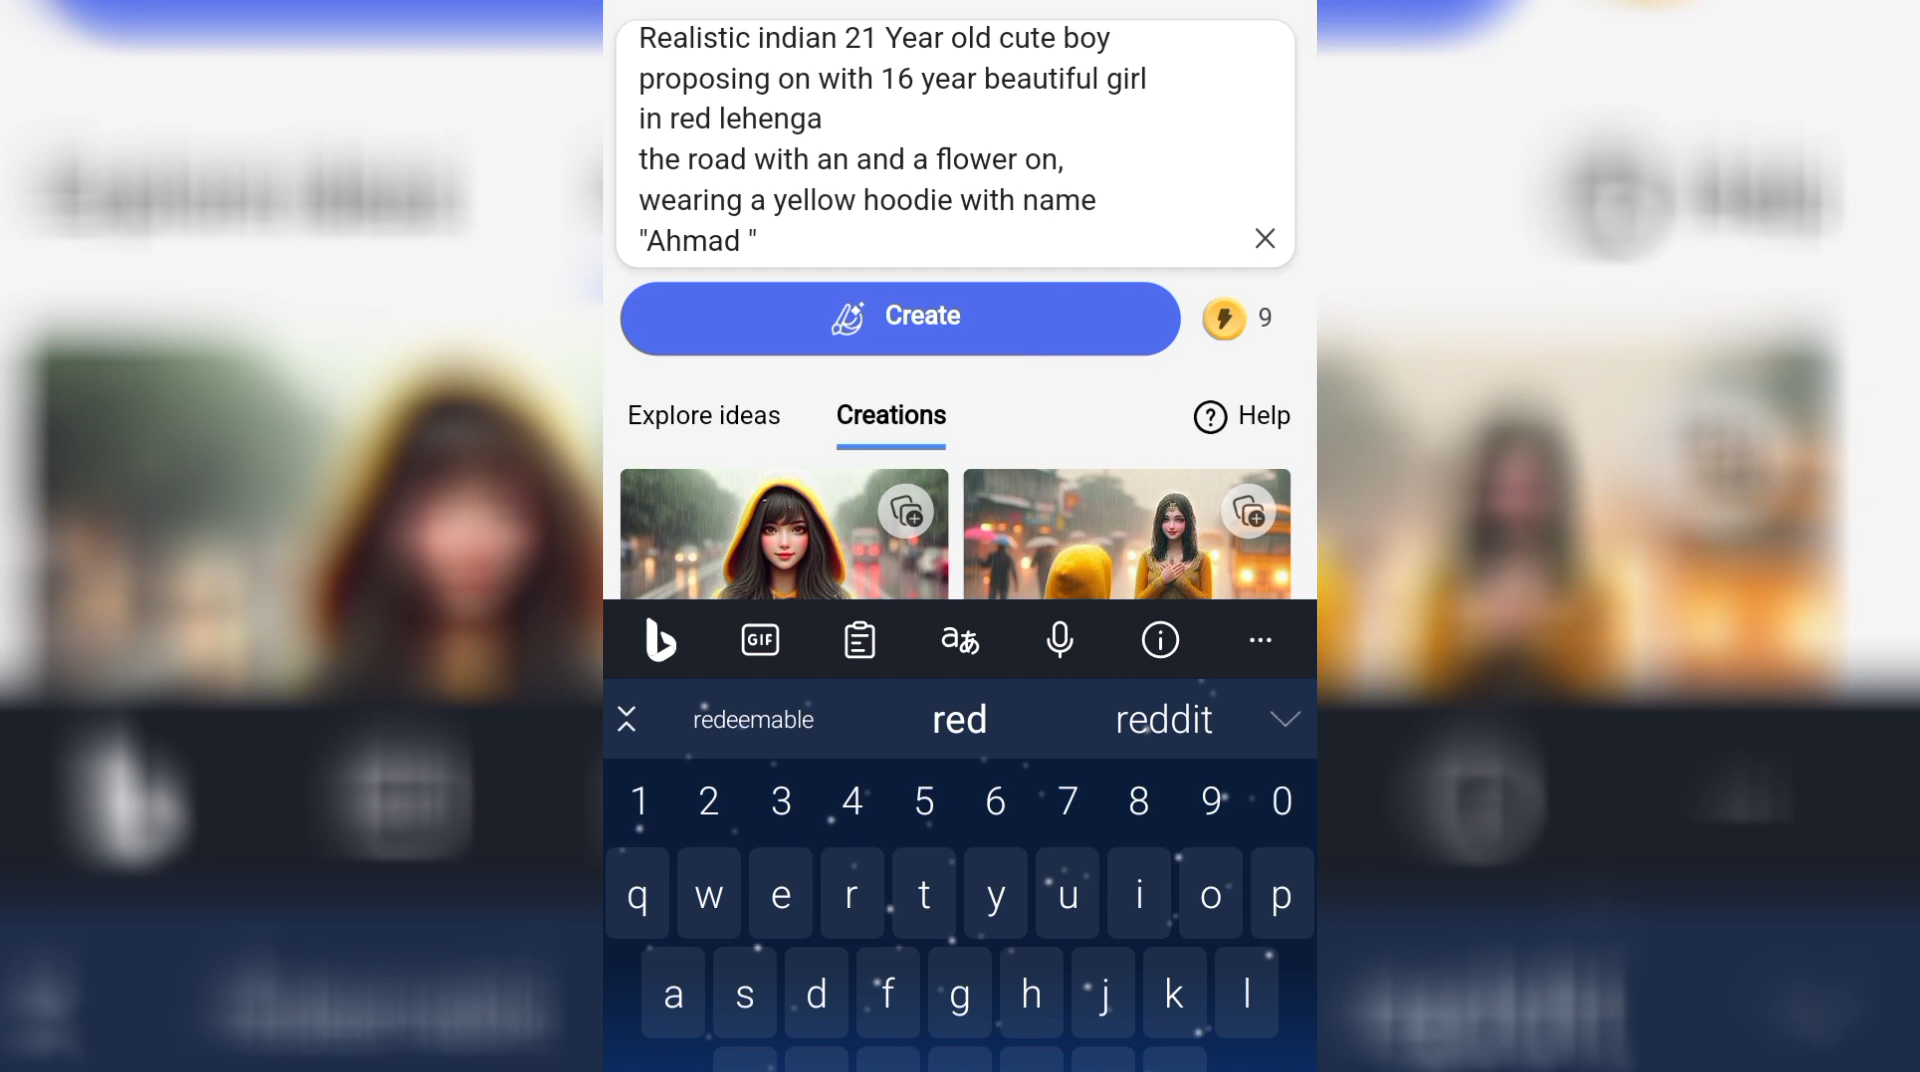 Realistic indian 21 Year old cute boy
proposing on with 16 year beautiful girl
in red lehenga
the road with an and a flower on,
wearing a yellow hoodie with name
"Ahmad "
Create
9
Explore ideas
Creations
Help
GIF
aあ
redeemable
red
reddit
1 2 3 4 5 6 7 8 9 0
q w e r t y u i o p
a s d f g h j k l